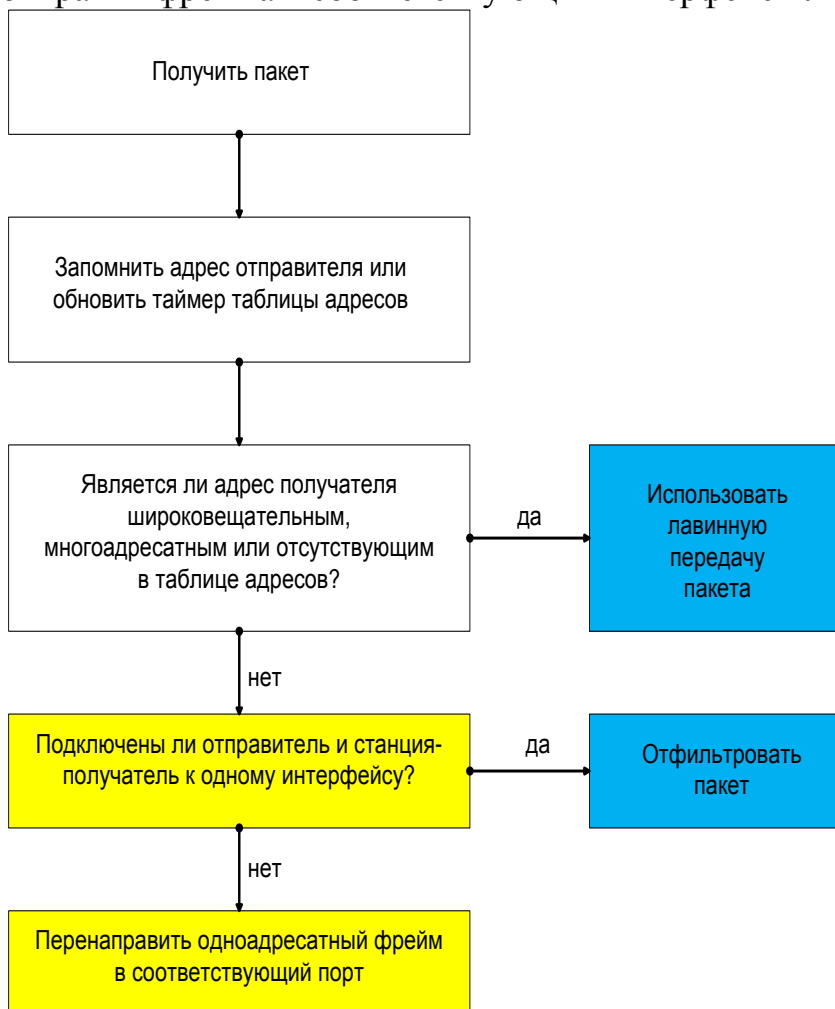 Получить пакет
Запомнить адрес отправителя или
обновить таймер таблицы адресов
Является ли адрес получателя
широковещательным,
многоадресатным или отсутствующим
в таблице адресов?
да
Использовать
лавинную
передачу
пакета
нет
Подключены ли отправитель и станция-
получатель к одному интерфейсу?
да
Отфильтровать
пакет
нет
Перенаправить одноадресатный фрейм
в соответствующий порт